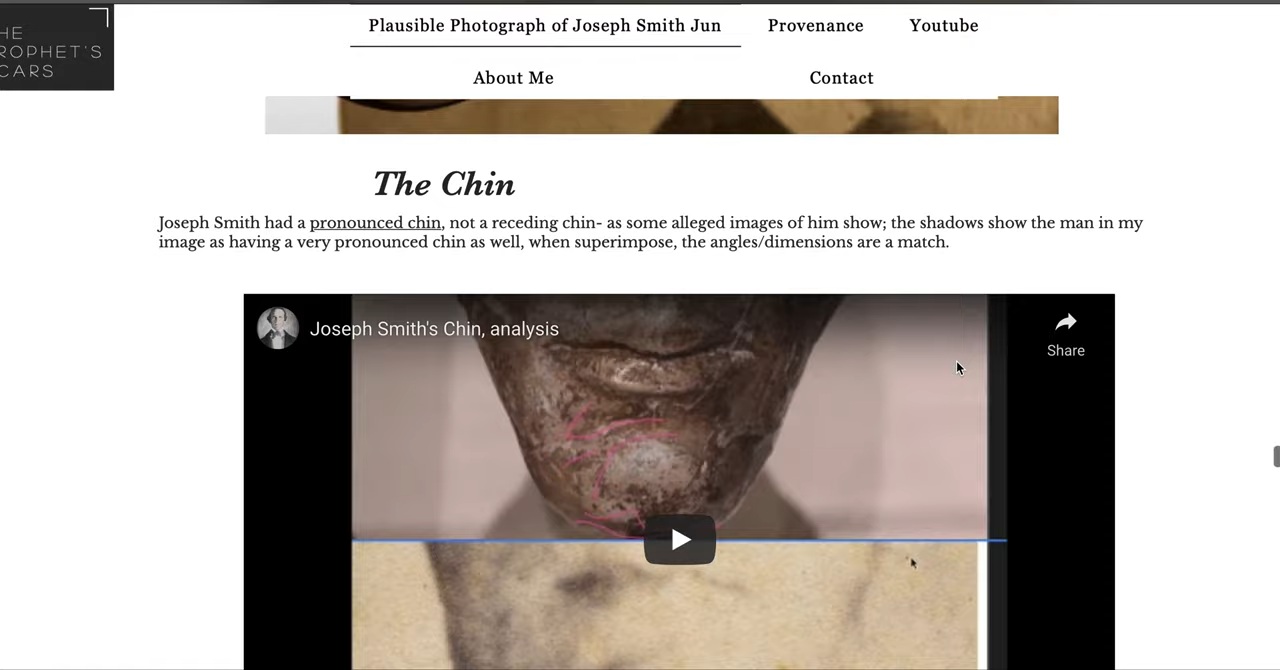 HE
ROPHET'S
CARS
Plausible Photograph of Joseph Smith Jun
Provenance
Youtube
About Me
Contact
The Chin
Joseph Smith had a pronounced chin, not a receding chin- as some alleged images of him show; the shadows show the man in my
image as having a very pronounced chin as well, when superimpose, the angles/dimensions are a match.
Joseph Smith's Chin, analysis
Share